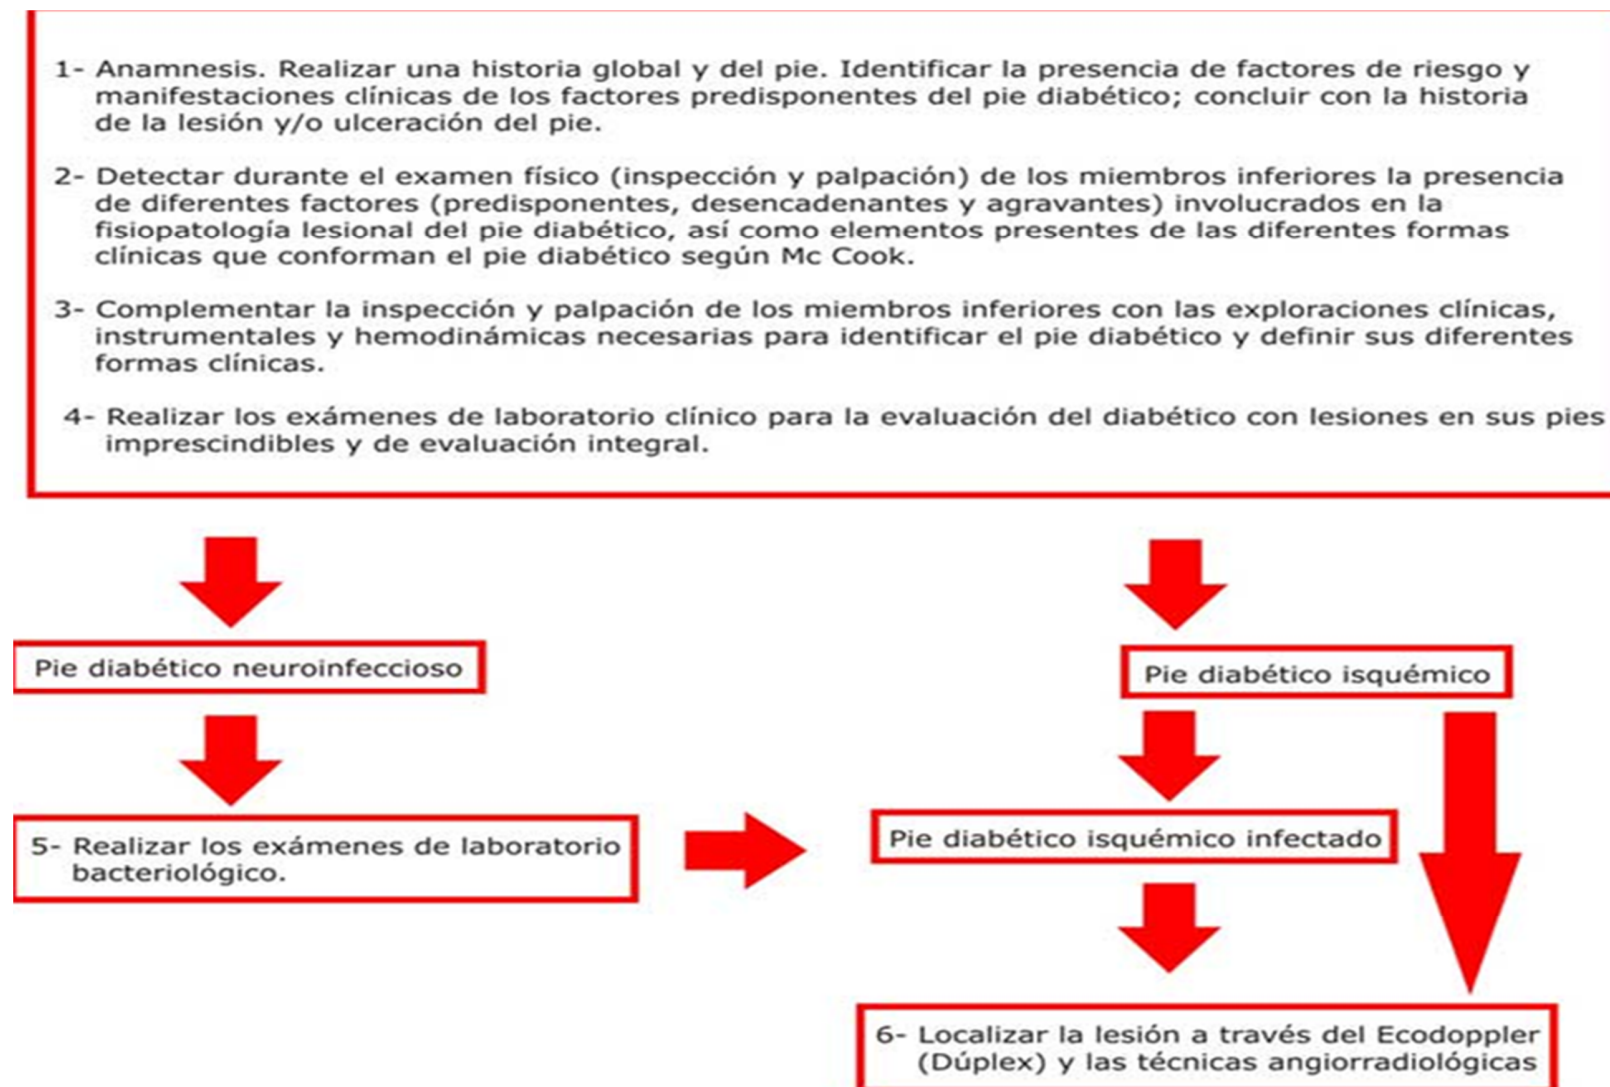 1- Anamnesis. Realizar una historia global y del pie. Identificar la presencia de factores de riesgo y
manifestaciones clínicas de los factores predisponentes del pie diabético; concluir con la historia
de la lesión y/o ulceración del pie.
2- Detectar durante el examen físico (inspección y palpación) de los miembros inferiores la presencia
de diferentes factores (predisponentes, desencadenantes y agravantes) involucrados en la
fisiopatología lesional del pie diabético, así como elementos presentes de las diferentes formas
clínicas que conforman el pie diabético según Mc Cook.
3- Complementar la inspección y palpación de los miembros inferiores con las exploraciones clínicas,
instrumentales y hemodinámicas necesarias para identificar el pie diabético y definir sus diferentes
formas clínicas.
4- Realizar los exámenes de laboratorio clínico para la evaluación del diabético con lesiones en sus pies
imprescindibles y de evaluación integral.
Pie diabético neuroinfeccioso
Pie diabético isquémico
5- Realizar los exámenes de laboratorio
bacteriológico.
Pie diabético isquémico infectado
6- Localizar la lesión a través del Ecodoppler
(Dúplex) y las técnicas angiorradiológicas